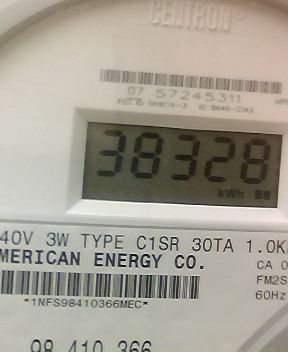 CENTRON®
07 57245311
38328
kWh
40V 3W TYPE C1SR 30TA 1.0K
MERICAN ENERGY CO.
CA 0
FM2S
60Hz
*1NFS98410366MEC*
98 410 366